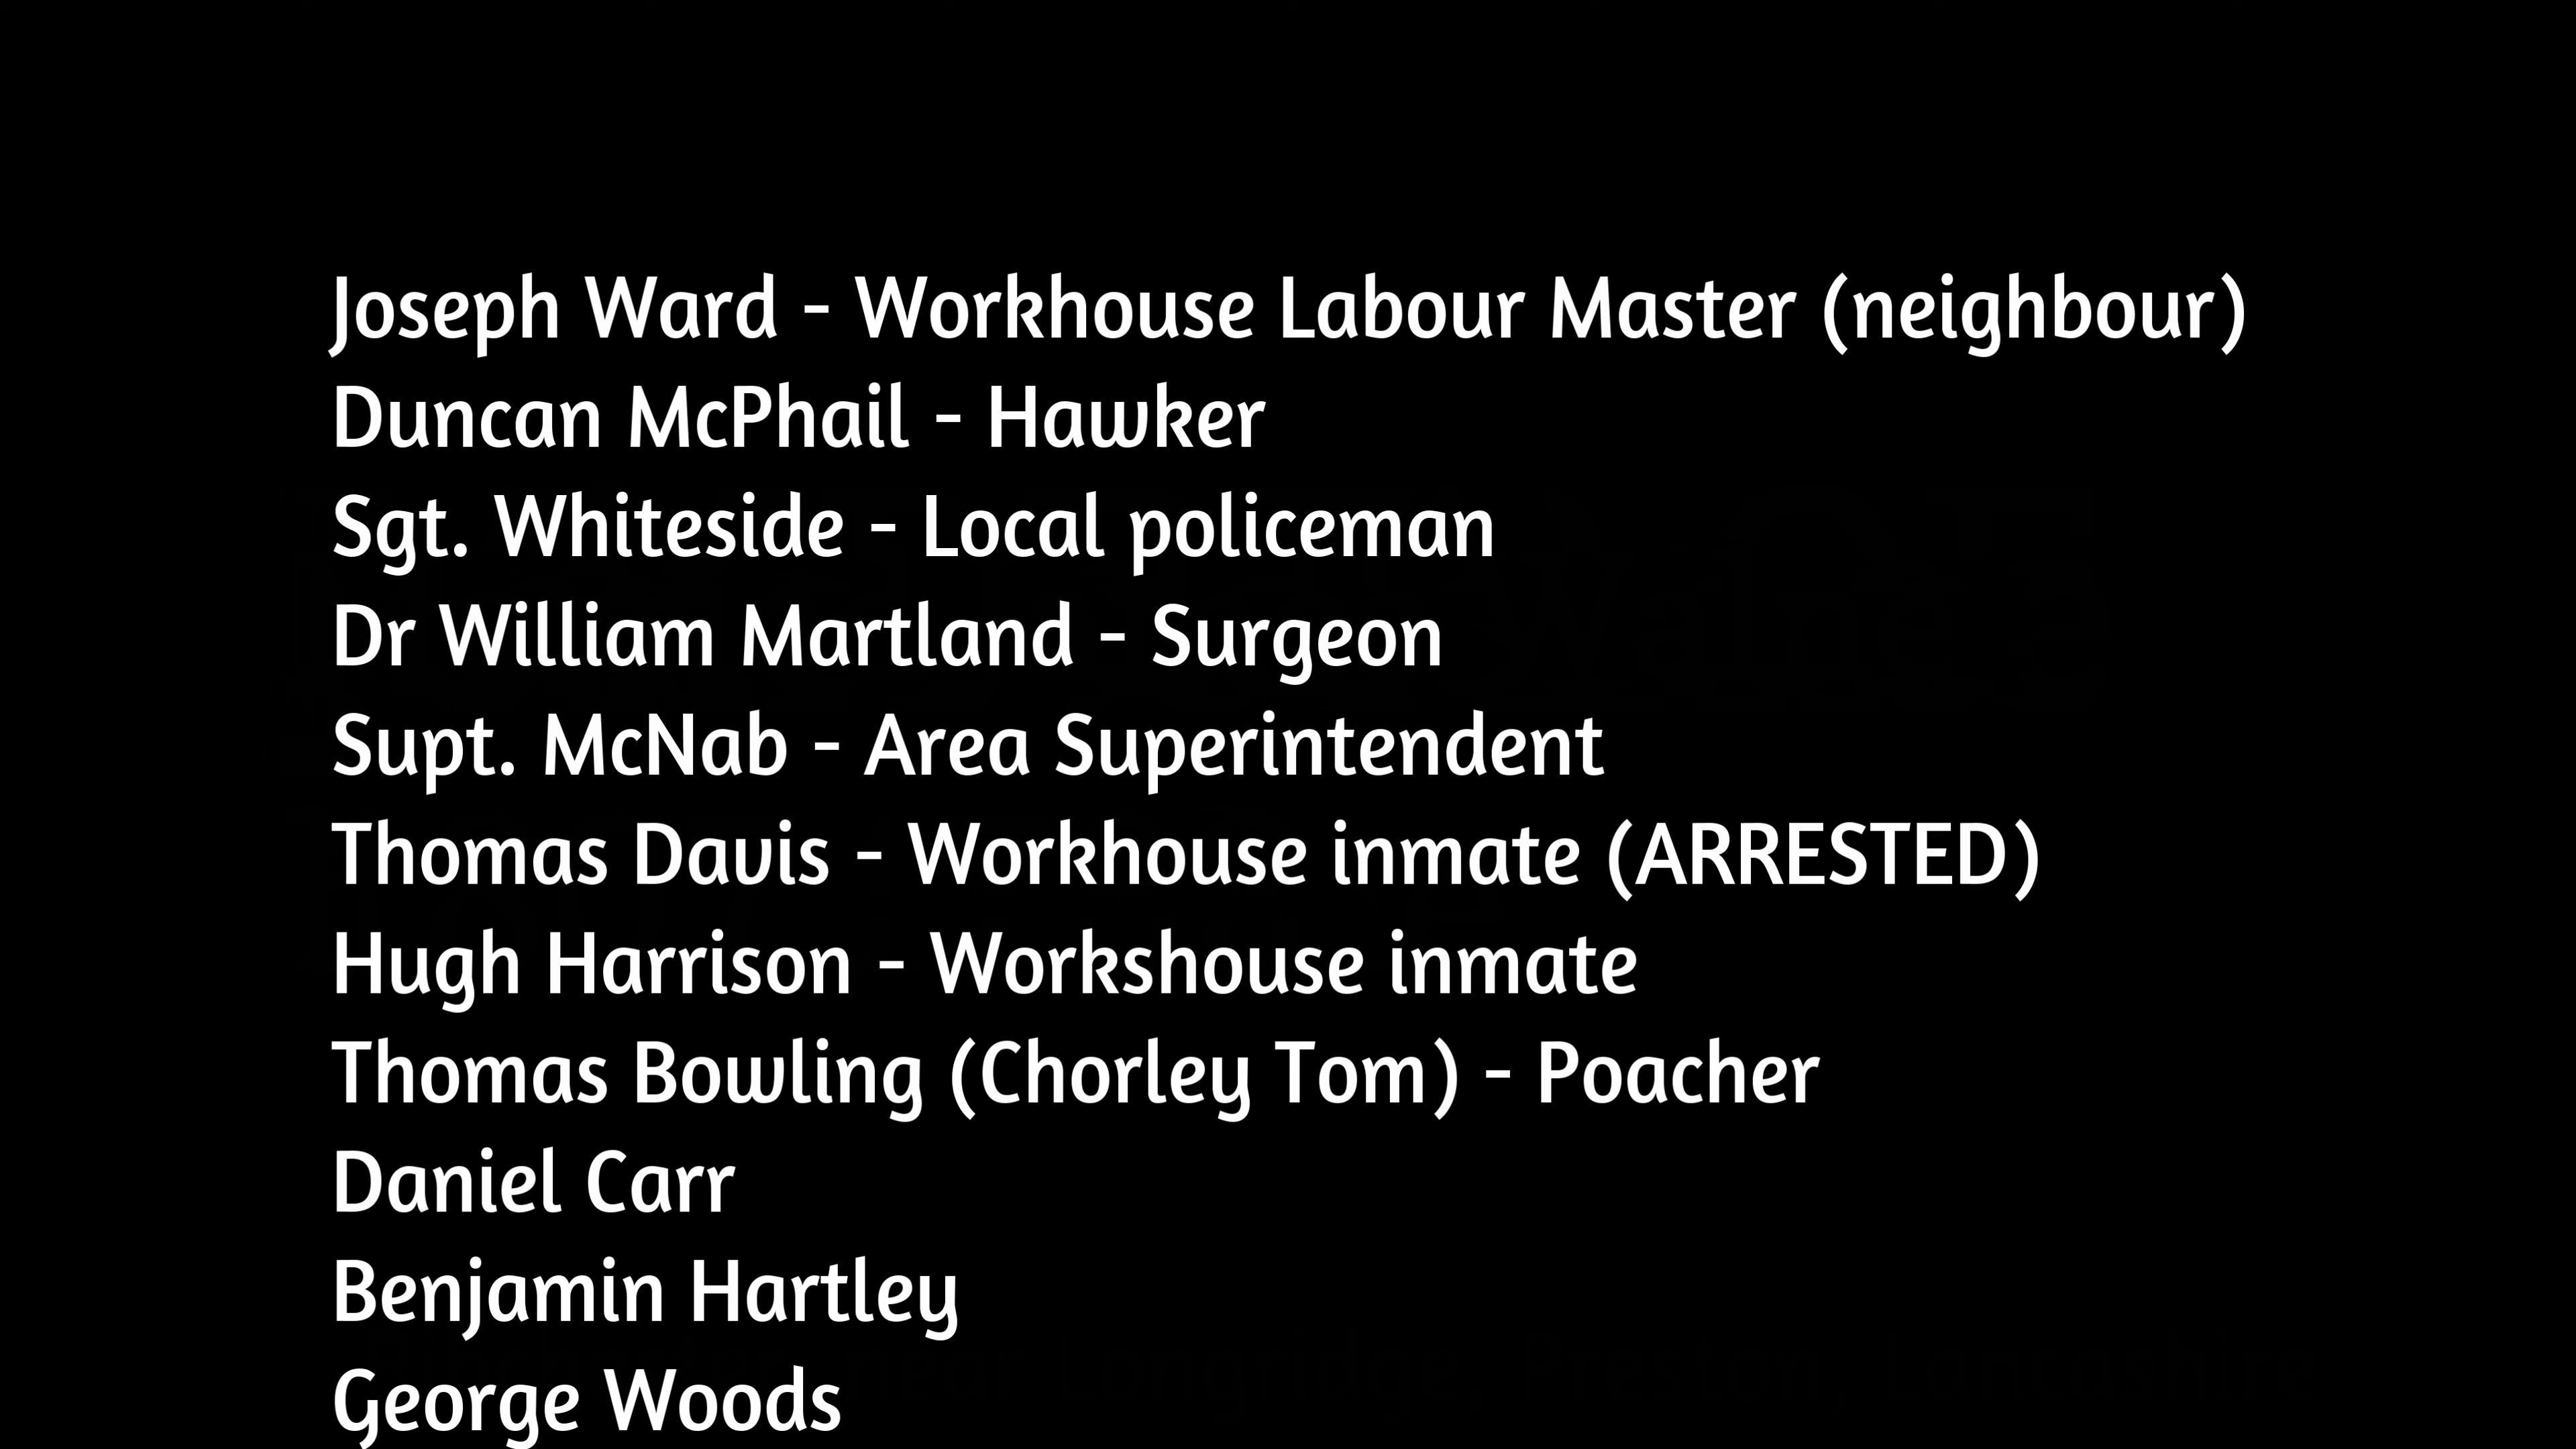 Joseph Ward - Workhouse Labour Master (neighbour)
Duncan McPhail - Hawker
Sgt. Whiteside - Local policeman
Dr William Martland - Surgeon
Supt. McNab - Area Superintendent
Thomas Davis - Workhouse inmate (ARRESTED)
Hugh Harrison - Workshouse inmate
Thomas Bowling (Chorley Tom) - Poacher
Daniel Carr
Benjamin Hartley
George Woods